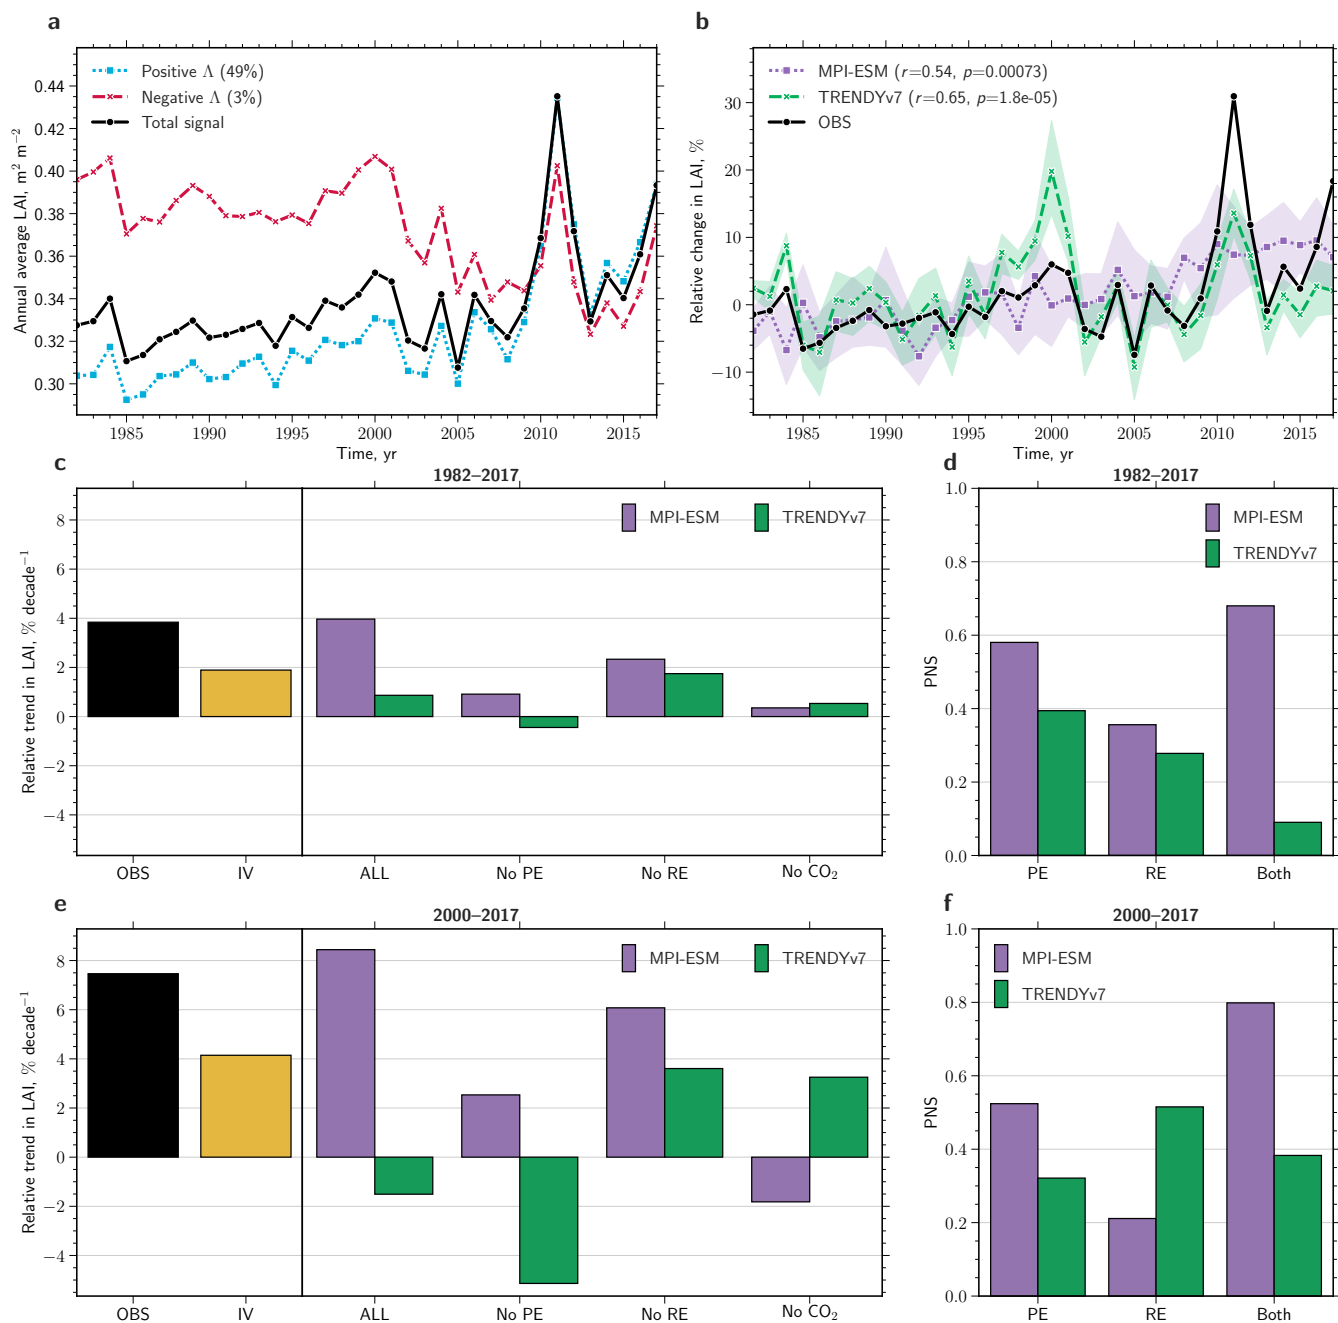 a
Positive Λ (49%)
Negative Λ (3%)
Total signal
Annual average LAI, m² m⁻²
0.44
0.42
0.40
0.38
0.36
0.34
0.32
0.30
1985 1990 1995 2000 2005 2010 2015
Time, yr
b
MPI-ESM (r=0.54, p=0.00073)
TRENDYv7 (r=0.65, p=1.8e-05)
OBS
Relative change in LAI, %
30
20
10
0
−10
1985 1990 1995 2000 2005 2010 2015
Time, yr
c
1982–2017
MPI-ESM TRENDYv7
Relative trend in LAI, % decade⁻¹
8
6
4
2
0
−2
−4
OBS IV ALL No PE No RE No CO₂
d
1982–2017
MPI-ESM
TRENDYv7
PNS
1.0
0.8
0.6
0.4
0.2
0.0
PE RE Both
e
2000–2017
MPI-ESM TRENDYv7
Relative trend in LAI, % decade⁻¹
8
6
4
2
0
−2
−4
OBS IV ALL No PE No RE No CO₂
f
2000–2017
MPI-ESM
TRENDYv7
PNS
1.0
0.8
0.6
0.4
0.2
0.0
PE RE Both